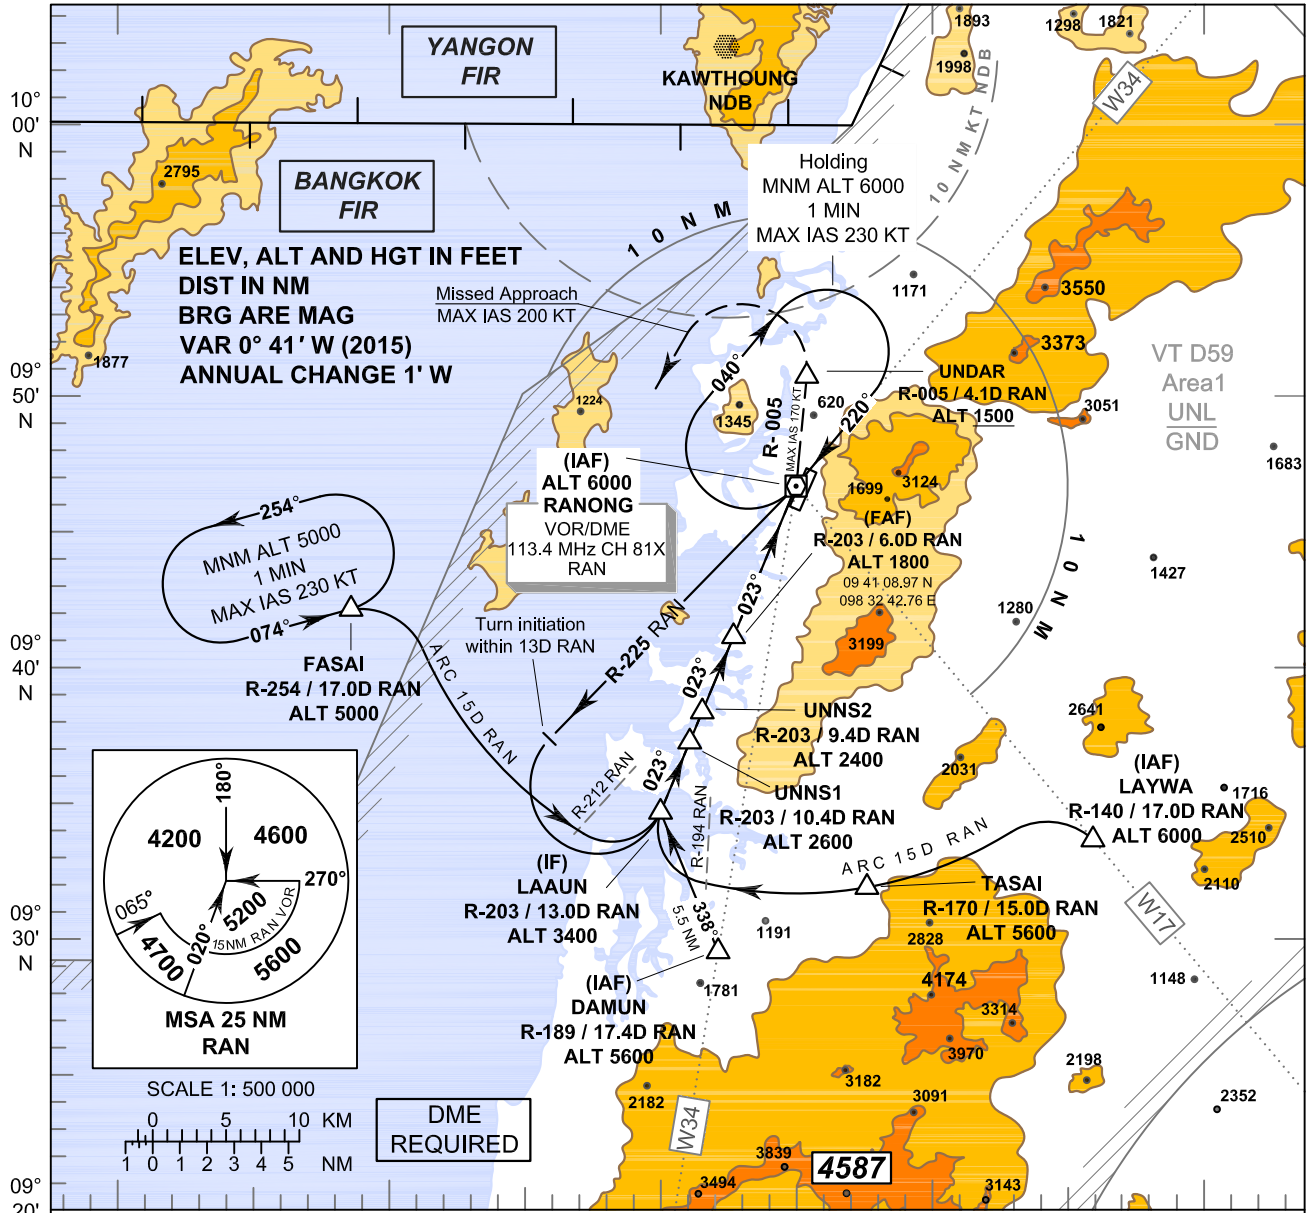 1893
1298
1821
1998
YANGON
FIR
KAWTHOUNG
NDB
W34
10 NM KT NDB
10°
00'
N
2795
BANGKOK
FIR
Holding
MNM ALT 6000
1 MIN
MAX IAS 230 KT
10 NM
ELEV, ALT AND HGT IN FEET
DIST IN NM
BRG ARE MAG
VAR 0° 41' W (2015)
ANNUAL CHANGE 1' W
Missed Approach
MAX IAS 200 KT
1171
3550
3373
1877
09°
50'
N
VT D59
Area1
UNL
GND
040°
UNDAR
R-005 / 4.1D RAN
ALT 1500
1224
1345
R-005
MAX IAS 170 KT
620
220°
3051
1683
(IAF)
ALT 6000
RANONG
VOR/DME
113.4 MHz CH 81X
RAN
3124
1699
(FAF)
R-203 / 6.0D RAN
ALT 1800
09 41 08.97 N
098 32 42.76 E
10 NM
1427
1280
254°
MNM ALT 5000
1 MIN
MAX IAS 230 KT
074°
023°
R-225 RAN
Turn initiation
within 13D RAN
3199
09°
40'
N
FASAI
R-254 / 17.0D RAN
ALT 5000
ARC 15D RAN
023°
UNNS2
R-203 / 9.4D RAN
ALT 2400
2641
2031
(IAF)
LAYWA
R-140 / 17.0D RAN
ALT 6000
1716
2510
2110
023°
R-212 RAN
UNNS1
R-203 / 10.4D RAN
ALT 2600
R-194 RAN
ARC 15D RAN
180°
4200
4600
270°
065°
5200
15NM RAN VOR
020°
4700
5600
MSA 25 NM
RAN
(IF)
LAAUN
R-203 / 13.0D RAN
ALT 3400
338°
5.5 NM
TASAI
R-170 / 15.0D RAN
ALT 5600
W17
09°
30'
N
1191
2828
1781
4174
3314
3970
1148
(IAF)
DAMUN
R-189 / 17.4D RAN
ALT 5600
2198
3182
2182
3091
2352
SCALE 1: 500 000
0 5 10 KM
1 0 1 2 3 4 5 NM
DME
REQUIRED
W34
3839
4587
3494
3143
09°
20'